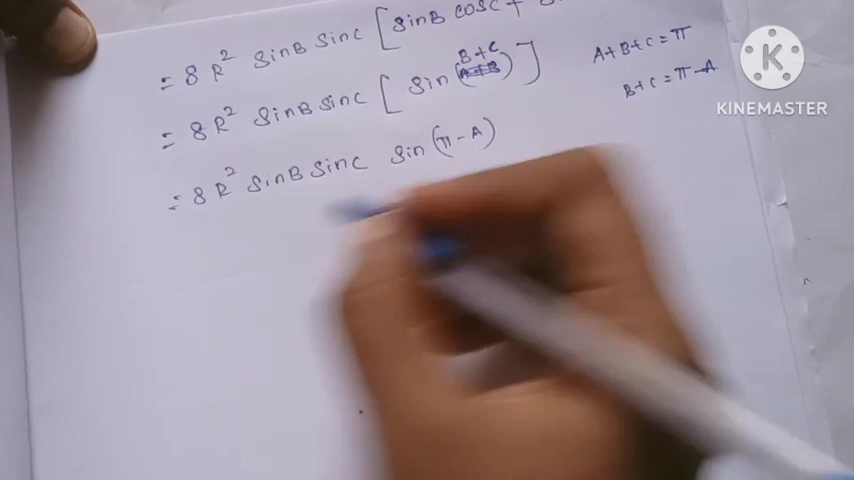 = 8 R² sinB sinC [sinB cosC +
A+B+C = π
= 8 R² sinB sinC [sin(B+C)]
B+C = π-A
= 8 R² sinB sinC sin(π-A)
KINEMASTER